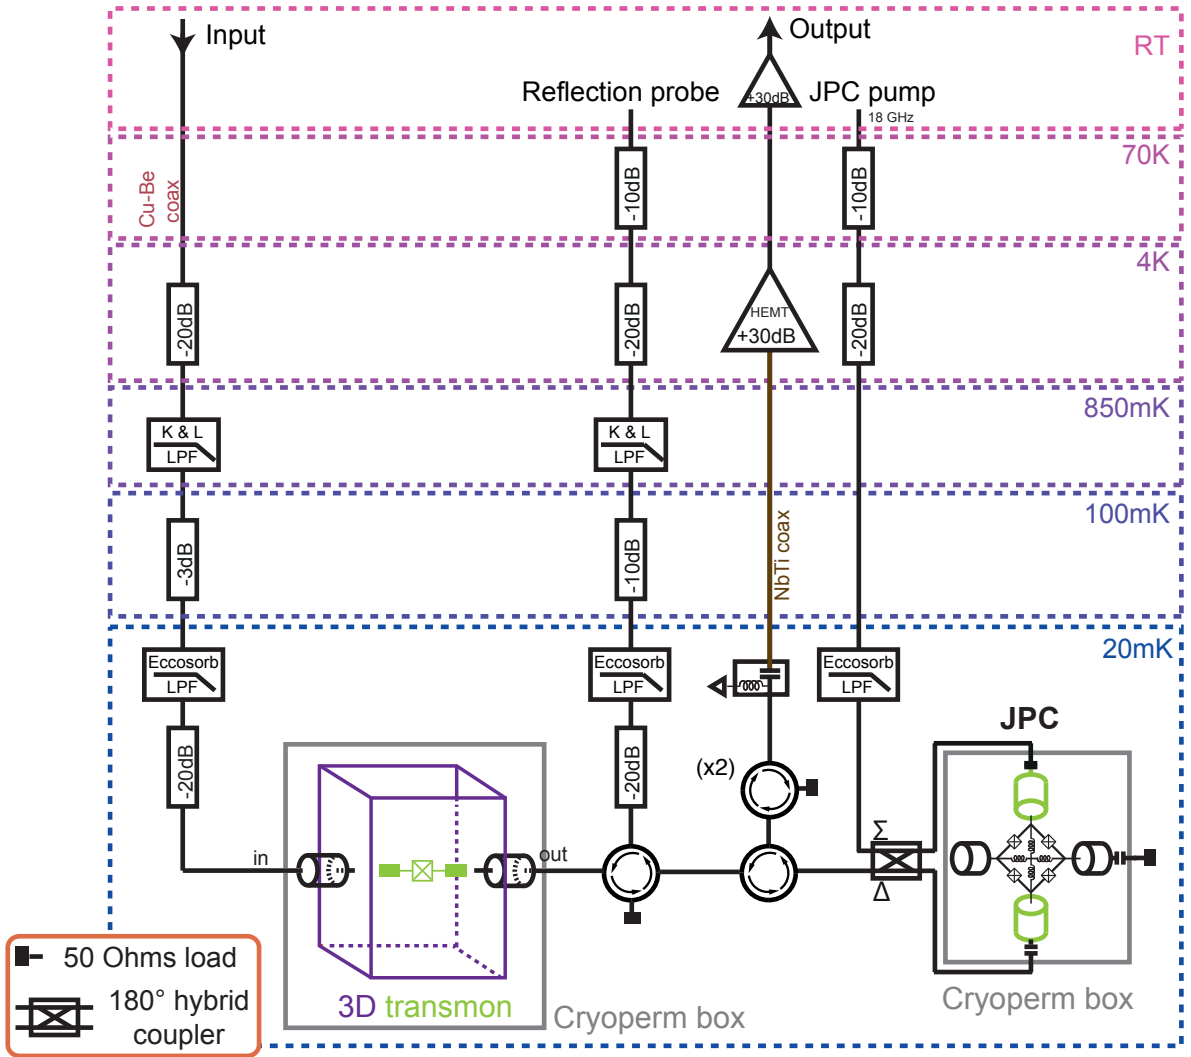 Input
Output
RT
Reflection probe
+30dB
JPC pump
18 GHz
70K
Cu-Be
coax
-10dB
-10dB
4K
-20dB
-20dB
HEMT
+30dB
-20dB
850mK
K & L
LPF
K & L
LPF
100mK
-3dB
-10dB
NbTi coax
20mK
Eccosorb
LPF
Eccosorb
LPF
Eccosorb
LPF
JPC
-20dB
-20dB
(x2)
in
out
Σ
Δ
50 Ohms load
180° hybrid
coupler
3D transmon
Cryoperm box
Cryoperm box